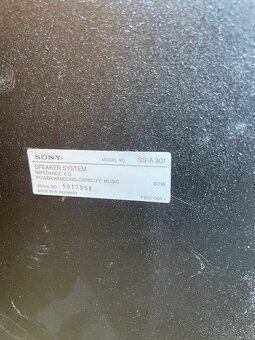 SONY MODEL NO. SS-A301
SPEAKER SYSTEM
IMPEDANCE: 6 Ω
POWER HANDLING CAPACITY: MUSIC 80W
SERIAL NO. 5017958
MADE IN W. GERMANY